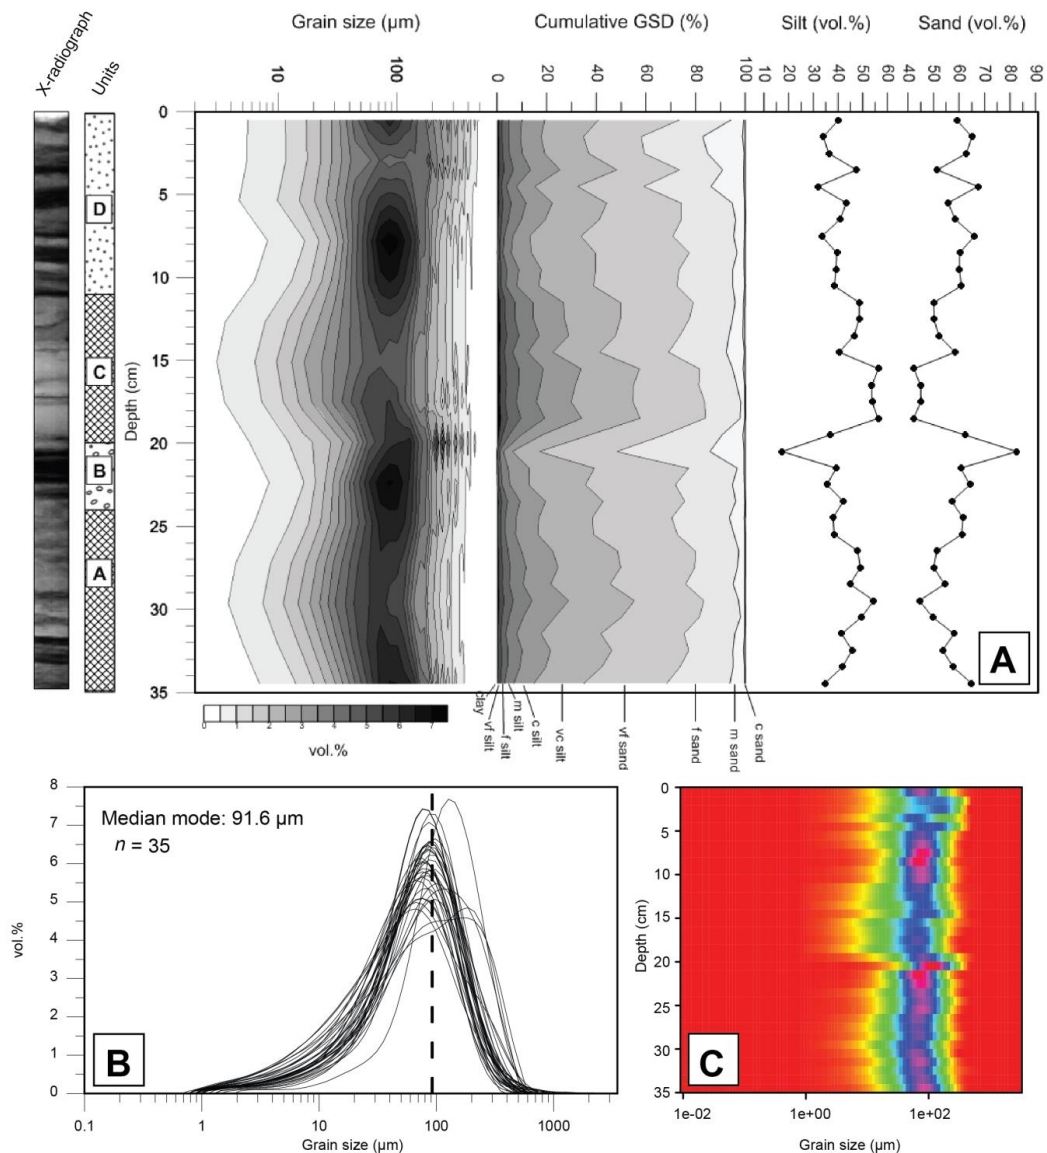 X-radiograph
Units
Grain size (µm)
Cumulative GSD (%)
Silt (vol.%)
Sand (vol.%)
10 100
0 20 40 60 80 100
10 20 30 40 50 60
40 50 60 70 80 90
Depth (cm)
0
5
10
15
20
25
30
35
D
C
B
A
A
clay
vf silt
f silt
m silt
c silt
vc silt
vf sand
f sand
m sand
c sand
0 1 2 3 4 5 6 7
vol.%
Median mode: 91.6 µm
n = 35
vol.%
8
7
6
5
4
3
2
1
0
B
0.1 1 10 100 1000
Grain size (µm)
Depth (cm)
0
5
10
15
20
25
30
35
C
1e-02 1e+00 1e+02
Grain size (µm)